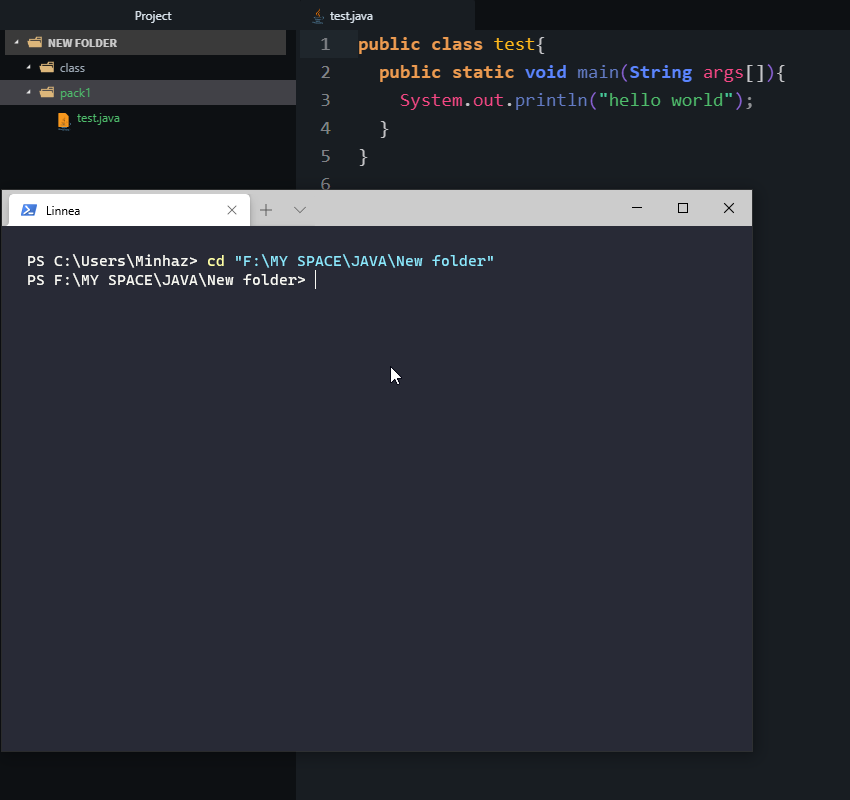 Project
NEW FOLDER
class
pack1
test.java
test.java
1 public class test{
2 public static void main(String args[]){
3 System.out.println("hello world");
4 }
5 }
6
Linnea
PS C:\Users\Minhaz> cd "F:\MY SPACE\JAVA\New folder"
PS F:\MY SPACE\JAVA\New folder>